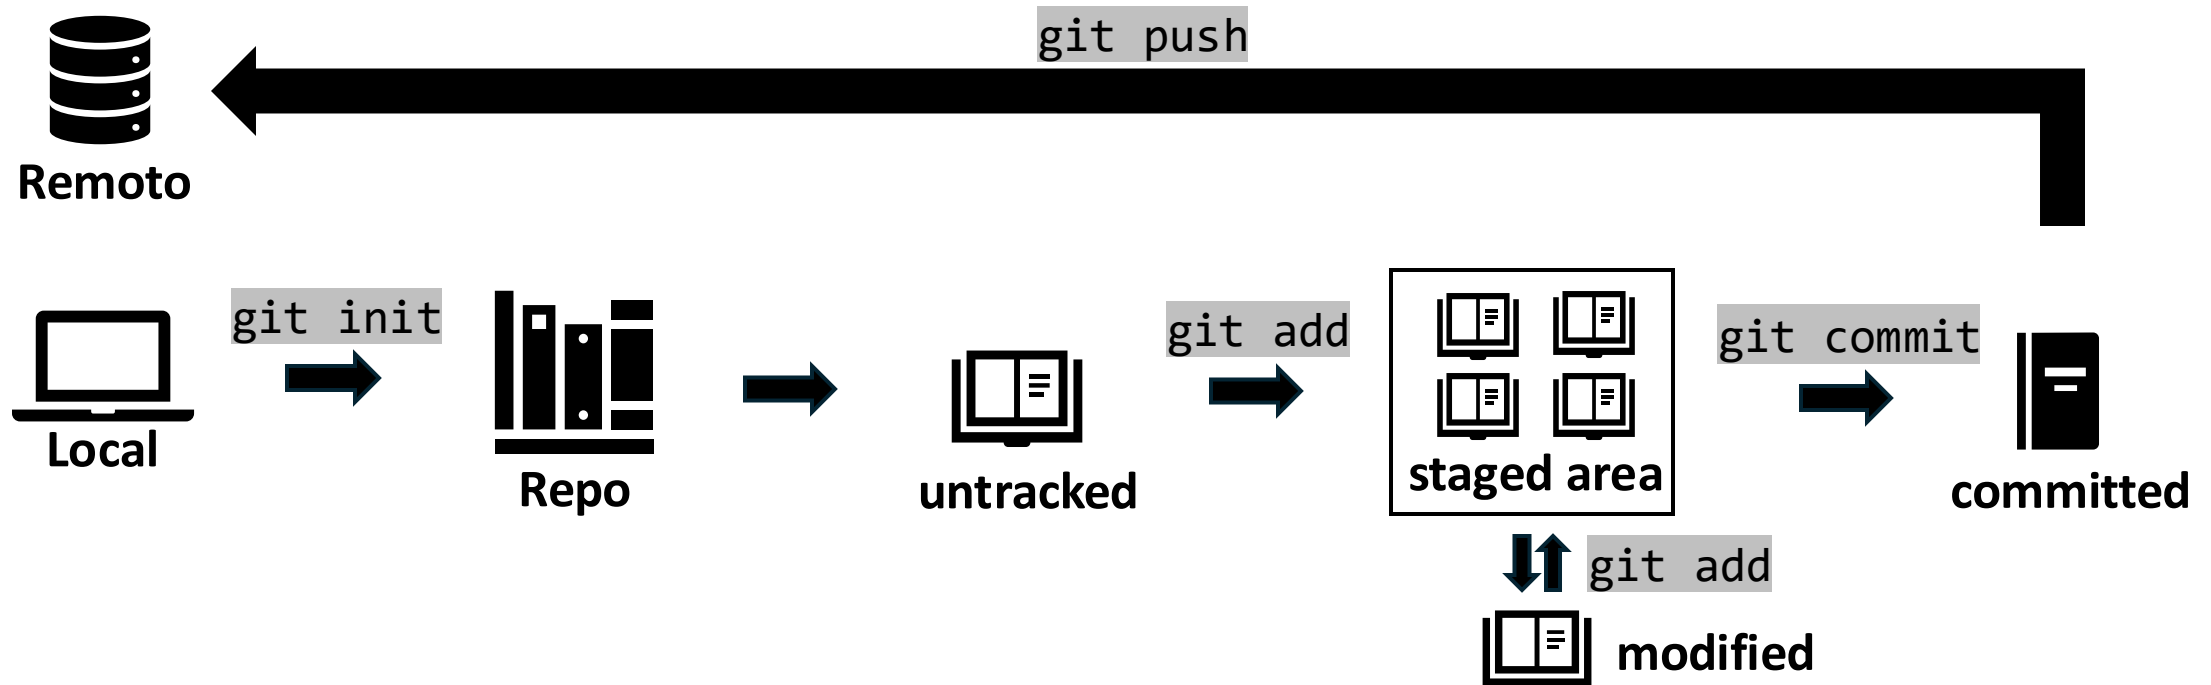 git push
Remoto
git init
git add
git commit
Local
Repo
untracked
staged area
committed
git add
modified